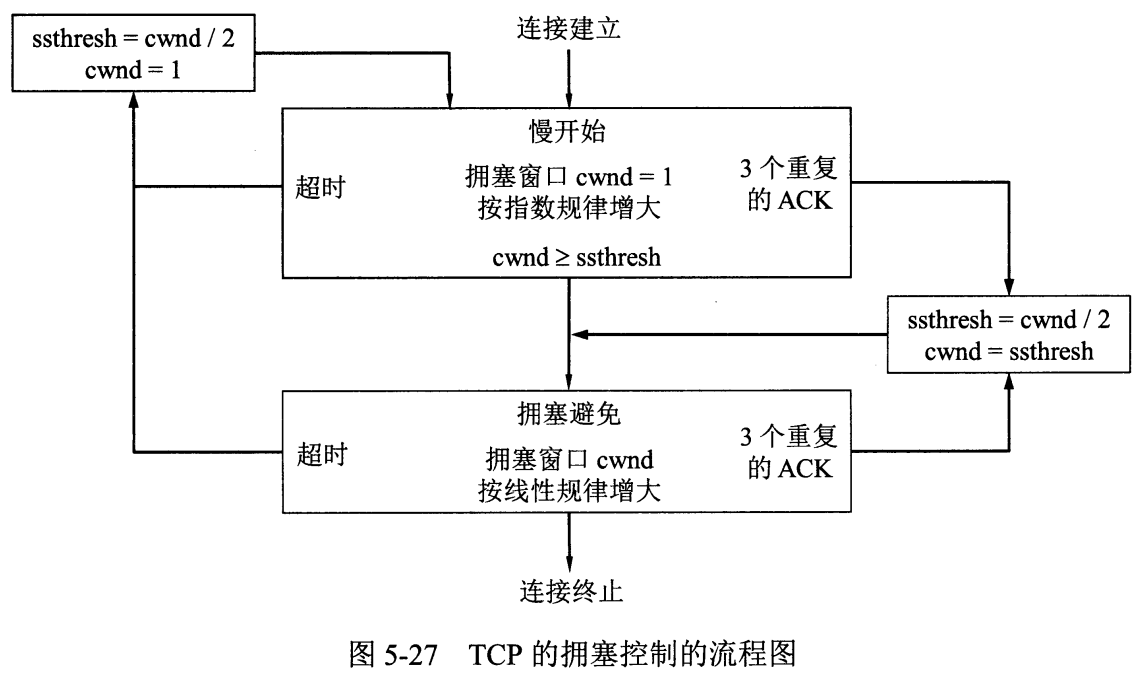 ssthresh = cwnd / 2
cwnd = 1
连接建立
慢开始
超时
拥塞窗口 cwnd = 1
按指数规律增大
3 个重复
的 ACK
cwnd ≥ ssthresh
ssthresh = cwnd / 2
cwnd = ssthresh
拥塞避免
超时
拥塞窗口 cwnd
按线性规律增大
3 个重复
的 ACK
连接终止
图 5-27 TCP 的拥塞控制的流程图